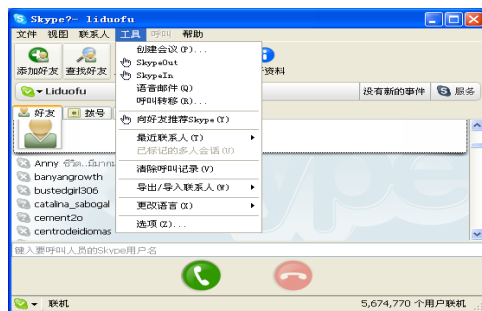 Skype?- liduofu
文件 视图 联系人 工具 呼叫 帮助
创建会议(P)...
SkypeOut
SkypeIn
语音邮件(Q)
呼叫转移(R)...
向好友推荐Skype(Y)
最近联系人(T)
已标记的多人会话(U)
清除呼叫记录(V)
导出/导入联系人(W)
更改语言(X)
选项(Z)...
添加好友 查找好友 资料
Liduofu 没有新的事件 服务
好友 拨号
Anny
banyangrowth
bustedgirl306
catalina_sabogal
cement2o
centrodeidiomas
键入要呼叫人员的Skype用户名
联机 5,674,770 个用户联机